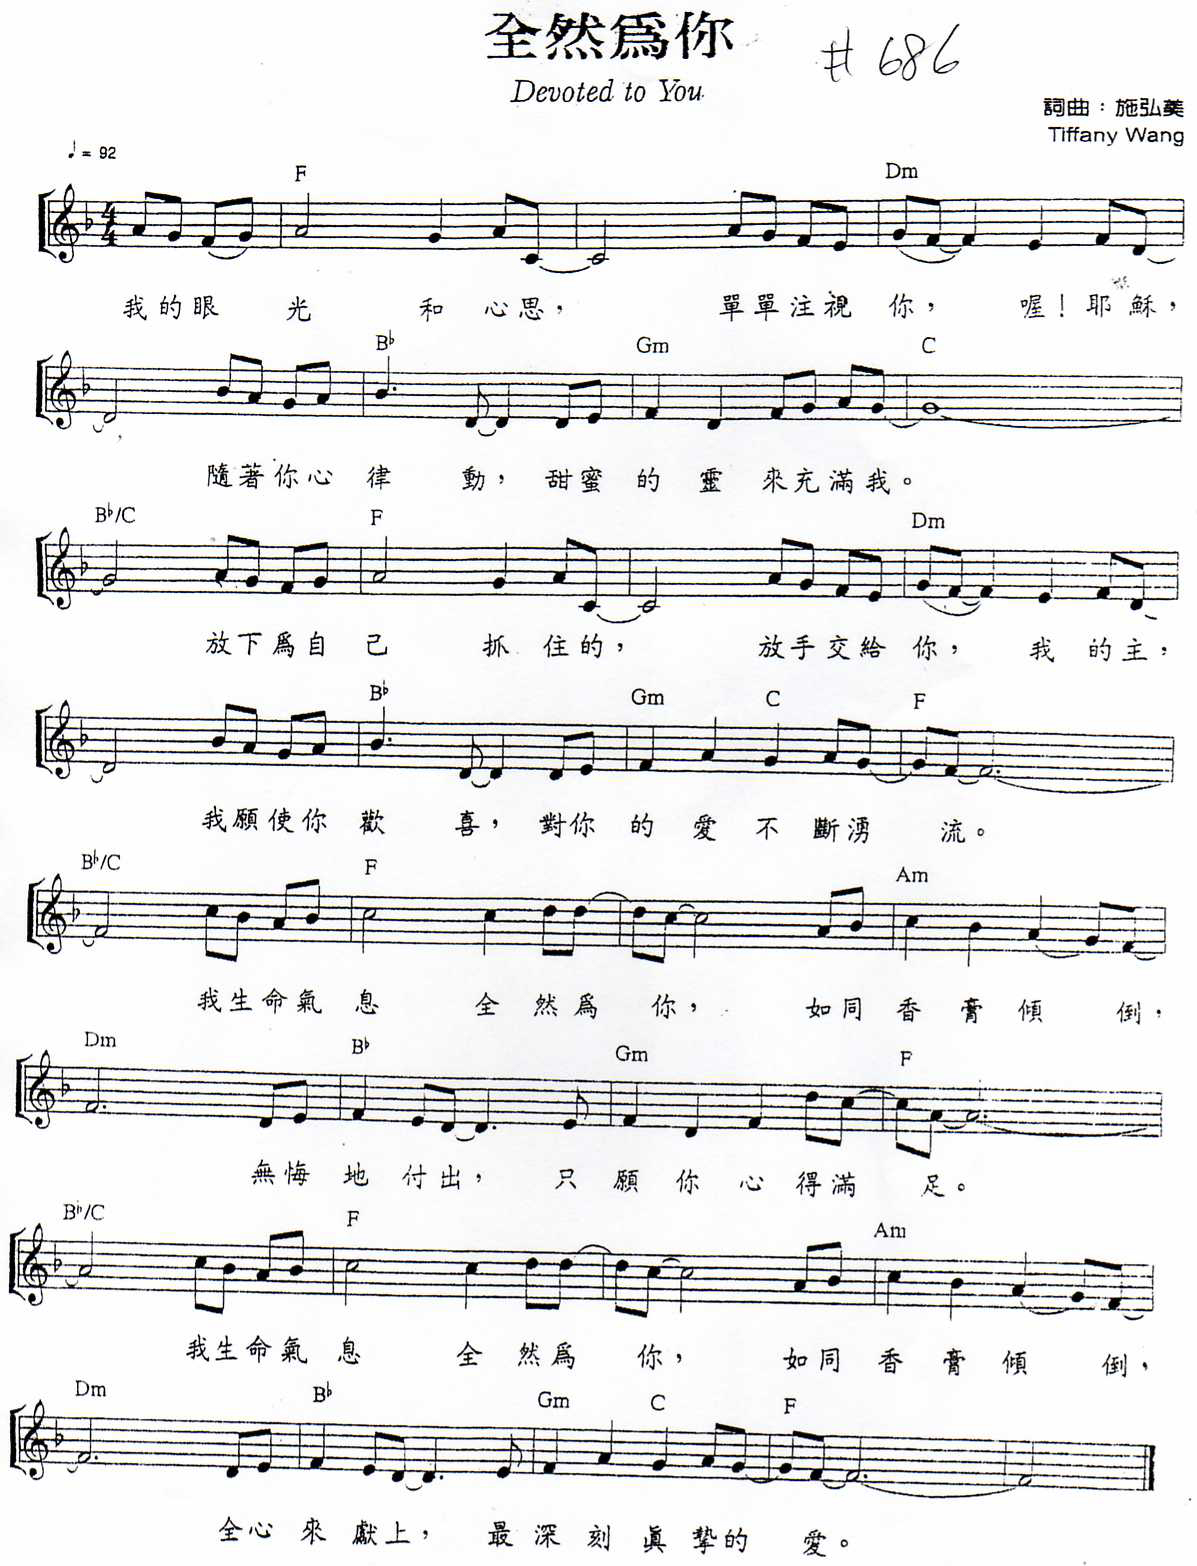 全然為你
# 686
Devoted to You
詞曲：施弘美
Tiffany Wang
♩= 92
F Dm
我的眼 光 和 心思， 單單注視 你， 喔！耶穌，
B♭ Gm C
隨著你心 律 動， 甜蜜 的 靈 來充滿我。
B♭/C F Dm
放下為自 己 抓 住的， 放手交給 你， 我 的主，
B♭ Gm C F
我願使你 歡 喜， 對你 的 愛 不 斷湧 流。
B♭/C F Am
我生命氣 息 全 然為 你， 如同 香 膏 傾 倒，
Dm B♭ Gm F
無悔 地 付出， 只 願 你 心 得滿 足。
B♭/C F Am
我生命氣 息 全 然為 你， 如同 香 膏 傾 倒，
Dm B♭ Gm C F
全心 來 獻上， 最 深 刻 真 摯的 愛。